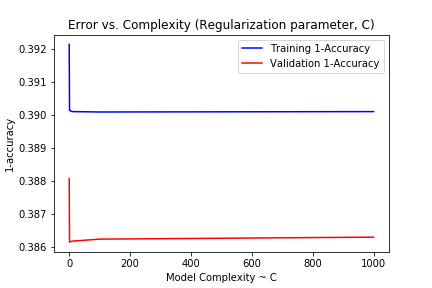 Error vs. Complexity (Regularization parameter, C)
Training 1-Accuracy
Validation 1-Accuracy
1-accuracy
0.392
0.391
0.390
0.389
0.388
0.387
0.386
0 200 400 600 800 1000
Model Complexity ~ C